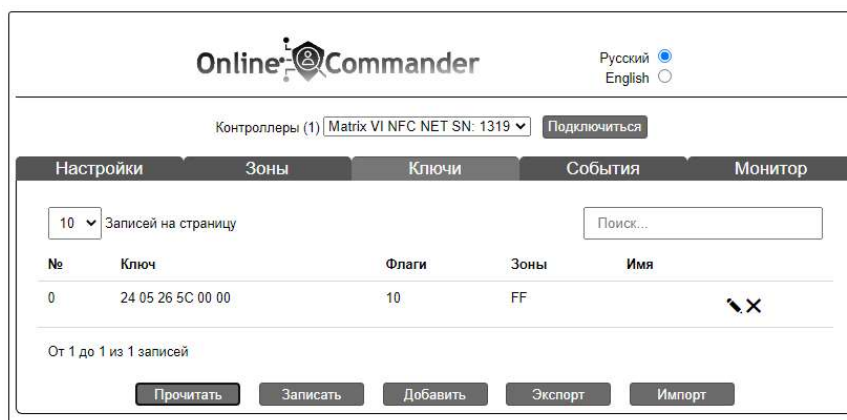 Online Commander
Русский
English
Контроллеры (1) Matrix VI NFC NET SN: 1319 Подключиться
Настройки Зоны Ключи События Монитор
10 Записей на страницу Поиск...
№ Ключ Флаги Зоны Имя
0 24 05 26 5C 00 00 10 FF
От 1 до 1 из 1 записей
Прочитать Записать Добавить Экспорт Импорт